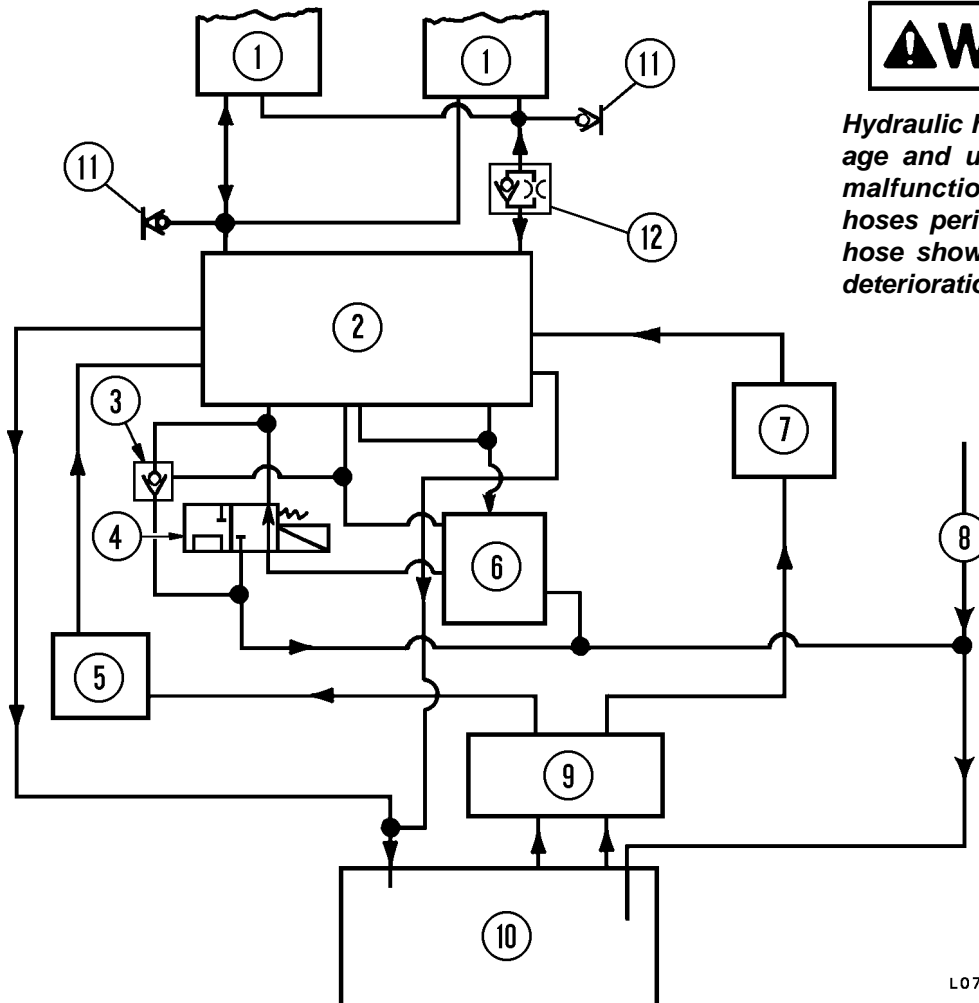 1
1
11
W
Hydraulic h
age and u
malfunctio
hoses peri
hose show
deterioratio
11
12
2
3
7
4
6
8
5
9
10
L07